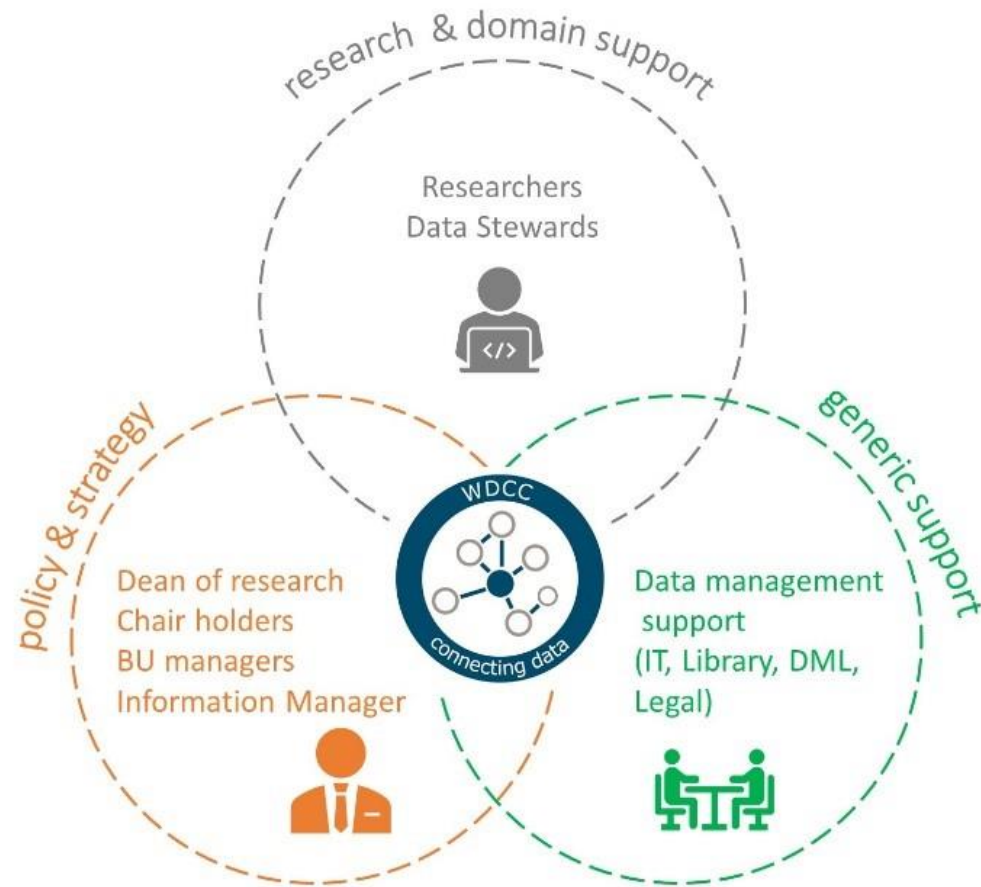 research & domain support
Researchers
Data Stewards
</>
policy & strategy
Dean of research
Chair holders
BU managers
Information Manager
WDCC
connecting data
generic support
Data management
support
(IT, Library, DML,
Legal)